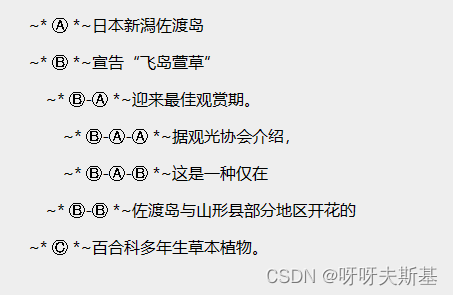 ~* Ⓐ *~日本新潟佐渡岛
~* Ⓑ *~宣告“飞岛萱草”
~* Ⓑ-Ⓐ *~迎来最佳观赏期。
~* Ⓑ-Ⓐ-Ⓐ *~据观光协会介绍，
~* Ⓑ-Ⓐ-Ⓑ *~这是一种仅在
~* Ⓑ-Ⓑ *~佐渡岛与山形县部分地区开花的
~* Ⓒ *~百合科多年生草本植物。
CSDN @呀呀夫斯基